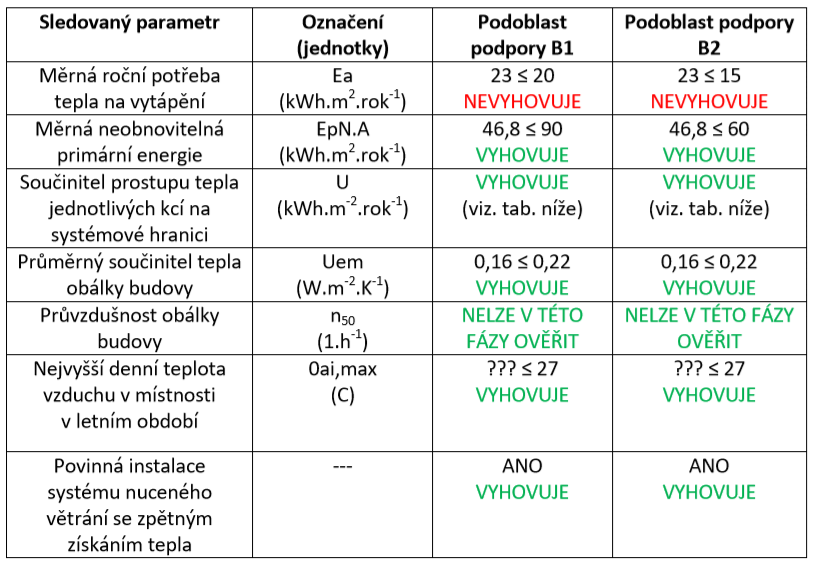 Sledovaný parametr
Označení
(jednotky)
Podoblast
podpory B1
Podoblast podpory
B2
Měrná roční potřeba
tepla na vytápění
Ea
(kWh.m².rok⁻¹)
23 ≤ 20
NEVYHOVUJE
23 ≤ 15
NEVYHOVUJE
Měrná neobnovitelná
primární energie
EpN.A
(kWh.m².rok⁻¹)
46,8 ≤ 90
VYHOVUJE
46,8 ≤ 60
VYHOVUJE
Součinitel prostupu tepla
jednotlivých kcí na
systémové hranici
U
(kWh.m⁻².rok⁻¹)
VYHOVUJE
(viz. tab. níže)
VYHOVUJE
(viz. tab. níže)
Průměrný součinitel tepla
obálky budovy
Uem
(W.m⁻².K⁻¹)
0,16 ≤ 0,22
VYHOVUJE
0,16 ≤ 0,22
VYHOVUJE
Průvzdušnost obálky
budovy
n₅₀
(1.h⁻¹)
NELZE V TÉTO
FÁZY OVĚŘIT
NELZE V TÉTO FÁZY
OVĚŘIT
Nejvyšší denní teplota
vzduchu v místnosti
v letním období
0ai,max
(C)
??? ≤ 27
VYHOVUJE
??? ≤ 27
VYHOVUJE
Povinná instalace
systému nuceného
větrání se zpětným
získáním tepla
---
ANO
VYHOVUJE
ANO
VYHOVUJE